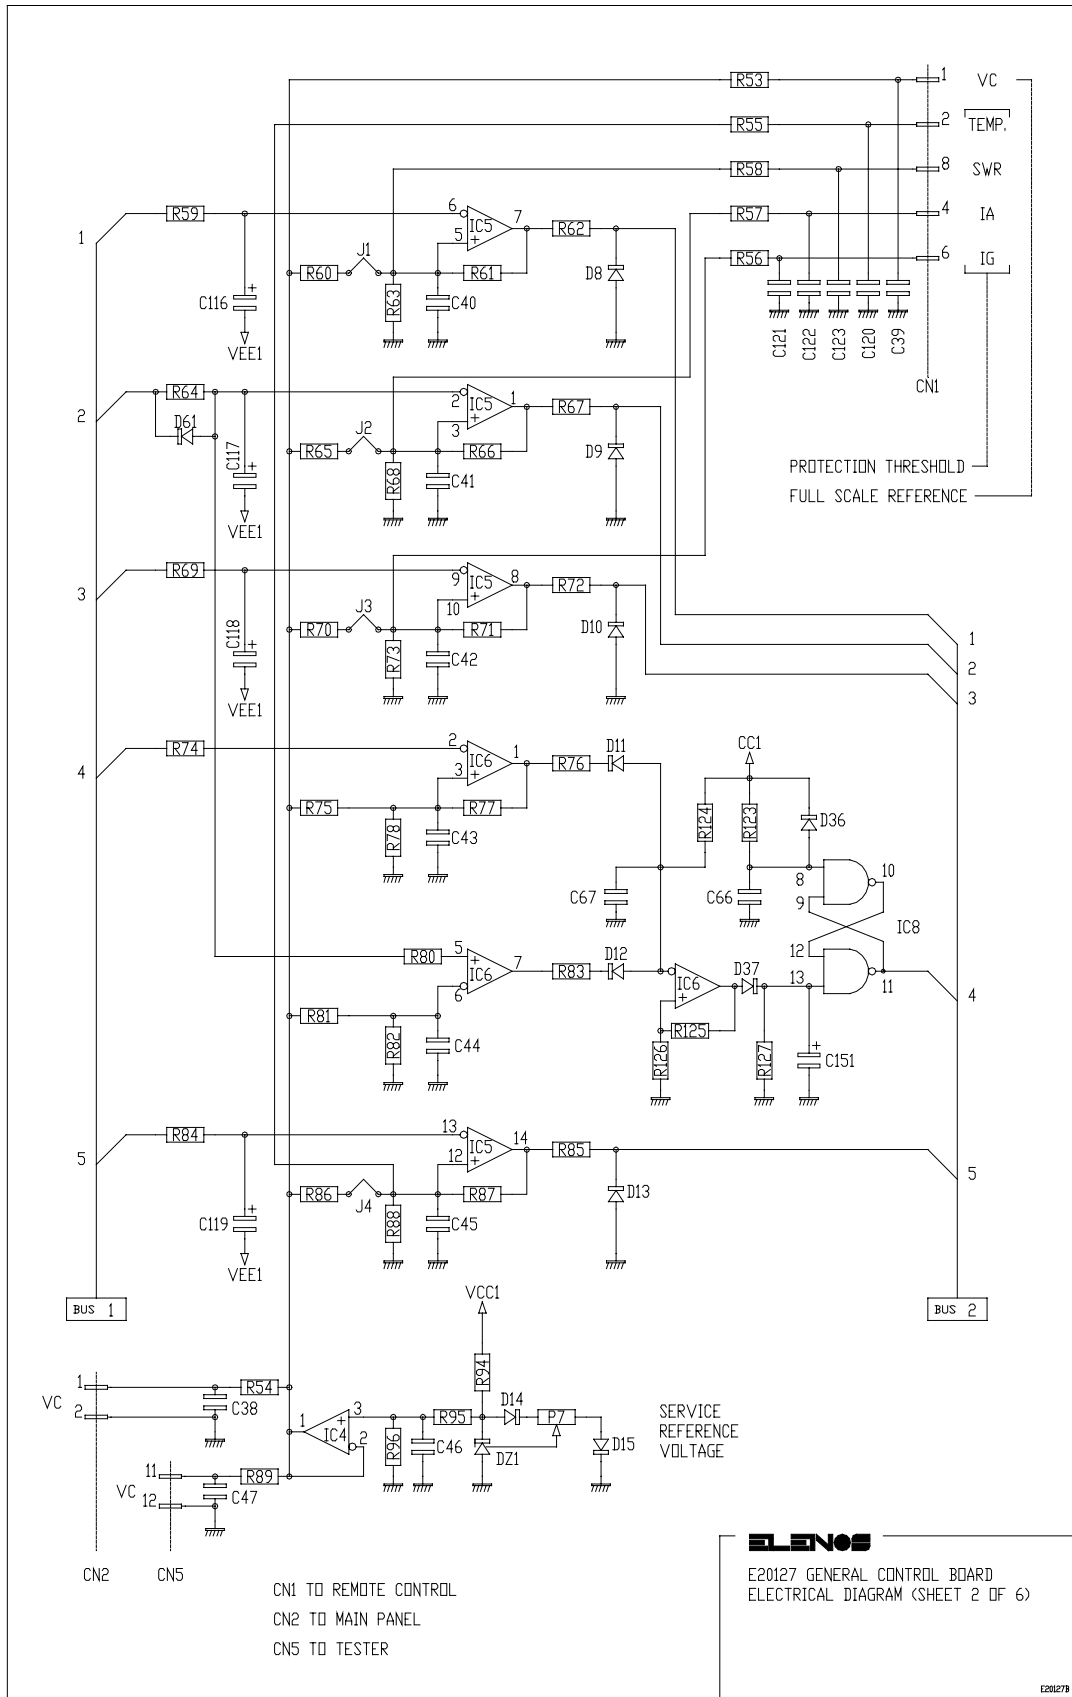 R53
1
VC
R55
2
TEMP.
R58
8
SWR
R59
6
7
R57
4
IA
IC5
5
+
R62
1
J1
R56
6
IG
R60
R61
D8
C116
+
R63
C40
VEE1
C121
C122
C123
C120
C39
CN1
R64
2
IC5
1
R67
2
D61
3
+
J2
C117
+
R65
R66
D9
R68
C41
PROTECTION THRESHOLD
FULL SCALE REFERENCE
VEE1
R69
9
IC5
8
R72
3
10
+
J3
C118
+
R70
R71
D10
R73
C42
1
2
3
VEE1
R74
2
IC6
1
D11
CC1
4
3
+
R76
R75
R77
R124
R123
D36
R78
C43
8
10
C67
C66
9
IC8
R80
5
+
IC6
7
R83
D12
12
6
IC6
+
D37
13
11
R81
4
R82
C44
R125
R126
R127
+
C151
R84
13
IC5
14
R85
5
12
+
5
R86
J4
R87
D13
C119
+
R88
C45
VEE1
VCC1
BUS 1
BUS 2
R94
1
R54
D14
VC
C38
3
R95
P7
SERVICE
2
1
+
IC4
R96
C46
D15
REFERENCE
2
DZ1
VOLTAGE
11
R89
VC
12
C47
ELENOS
CN2
CN5
E20127 GENERAL CONTROL BOARD
CN1 TO REMOTE CONTROL
ELECTRICAL DIAGRAM (SHEET 2 OF 6)
CN2 TO MAIN PANEL
CN5 TO TESTER
E20127B